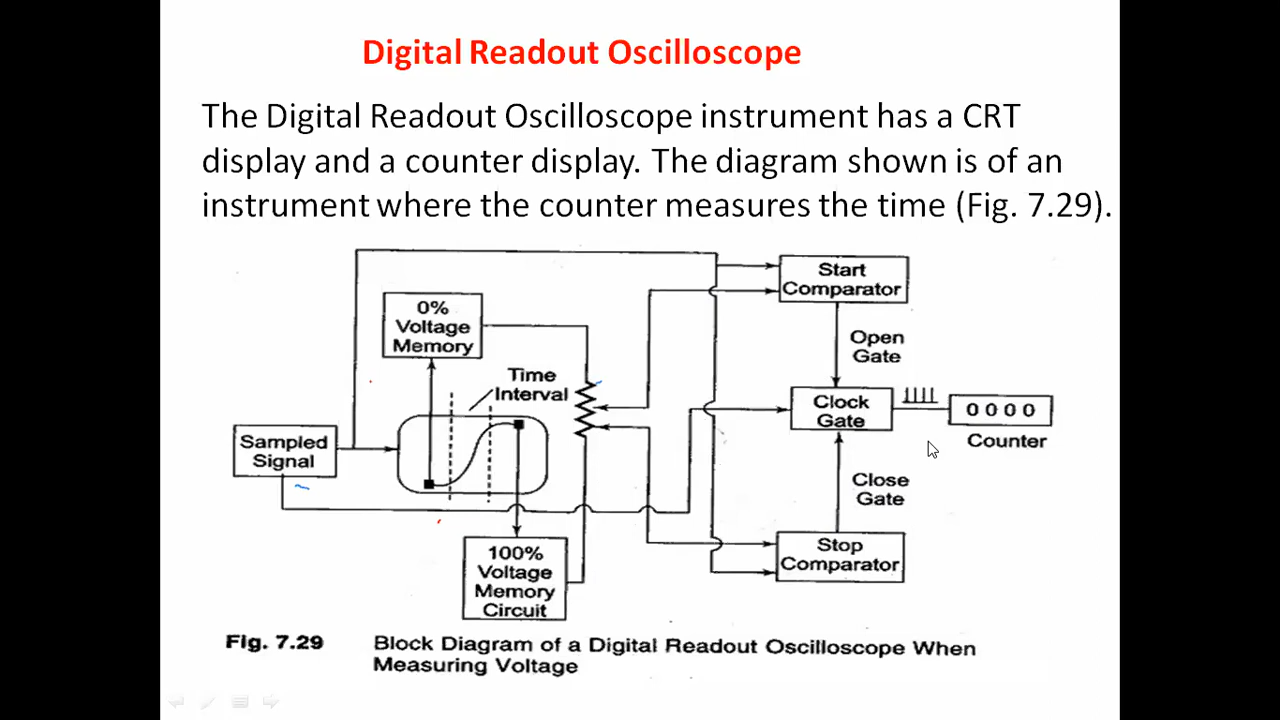 Digital Readout Oscilloscope
The Digital Readout Oscilloscope instrument has a CRT
display and a counter display. The diagram shown is of an
instrument where the counter measures the time (Fig. 7.29).
Start
Comparator
0%
Voltage
Memory
Open
Gate
Time
Interval
Clock
Gate
0 0 0 0
Counter
Sampled
Signal
Close
Gate
100%
Voltage
Memory
Circuit
Stop
Comparator
Fig. 7.29 Block Diagram of a Digital Readout Oscilloscope When
Measuring Voltage